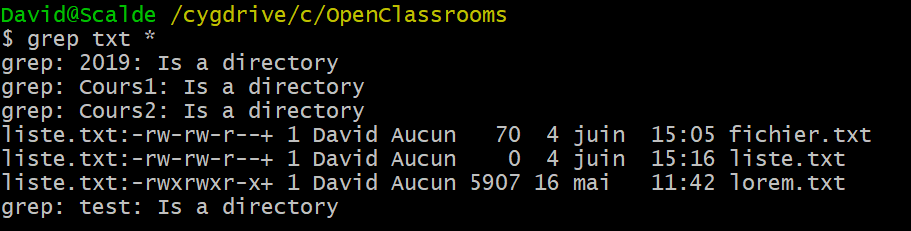 David@Scalde /cygdrive/c/OpenClassrooms
$ grep txt *
grep: 2019: Is a directory
grep: Cours1: Is a directory
grep: Cours2: Is a directory
liste.txt:-rw-rw-r--+ 1 David Aucun   70  4 juin  15:05 fichier.txt
liste.txt:-rw-rw-r--+ 1 David Aucun    0  4 juin  15:16 liste.txt
liste.txt:-rwxrwxr-x+ 1 David Aucun 5907 16 mai   11:42 lorem.txt
grep: test: Is a directory